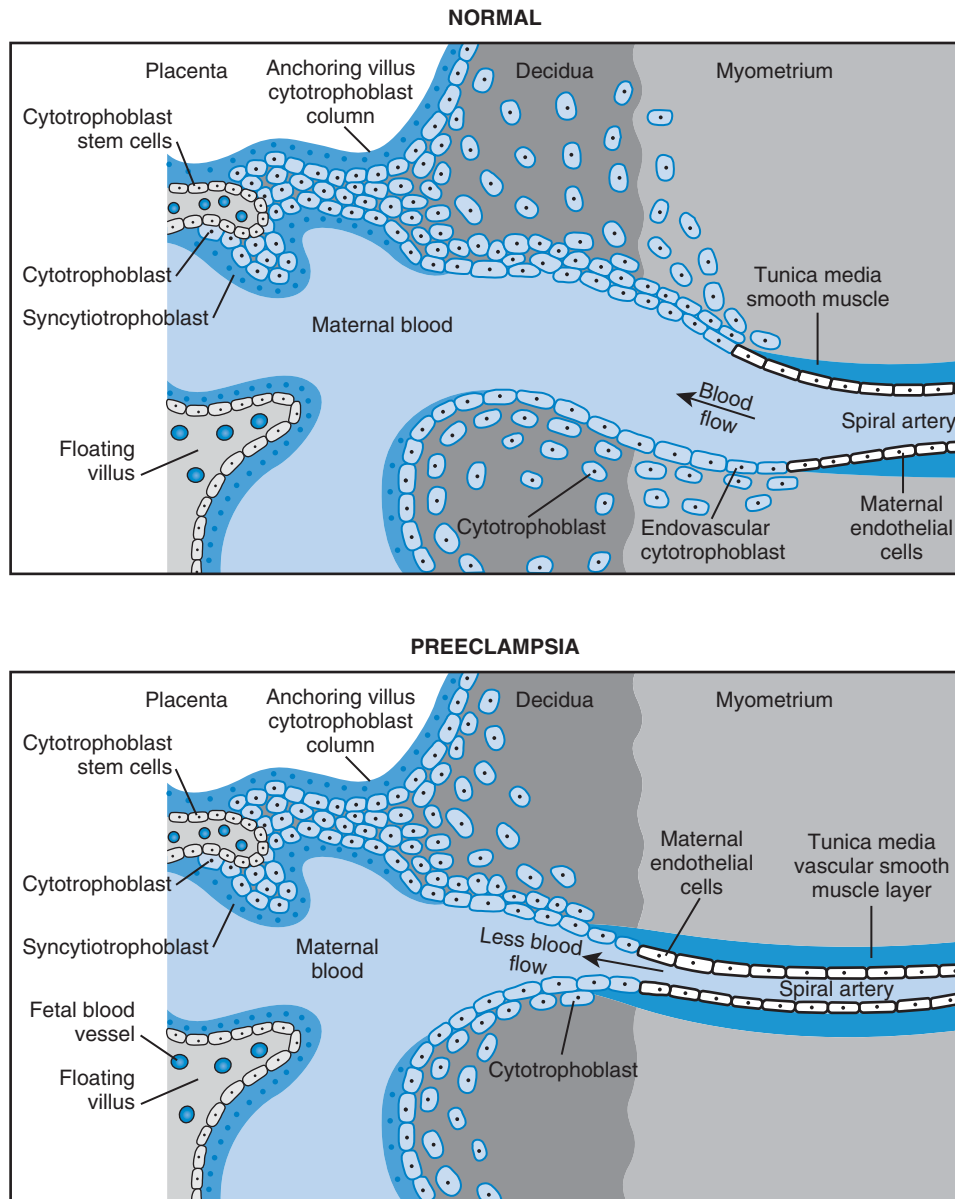 NORMAL
Placenta
Anchoring villus
cytotrophoblast
column
Decidua
Myometrium
Cytotrophoblast
stem cells
Cytotrophoblast
Syncytiotrophoblast
Maternal blood
Tunica media
smooth muscle
Blood
flow
Spiral artery
Floating
villus
Cytotrophoblast
Endovascular
cytotrophoblast
Maternal
endothelial
cells
PREECLAMPSIA
Placenta
Anchoring villus
cytotrophoblast
column
Decidua
Myometrium
Cytotrophoblast
stem cells
Cytotrophoblast
Syncytiotrophoblast
Maternal
blood
Maternal
endothelial
cells
Tunica media
vascular smooth
muscle layer
Less blood
flow
Spiral artery
Fetal blood
vessel
Floating
villus
Cytotrophoblast